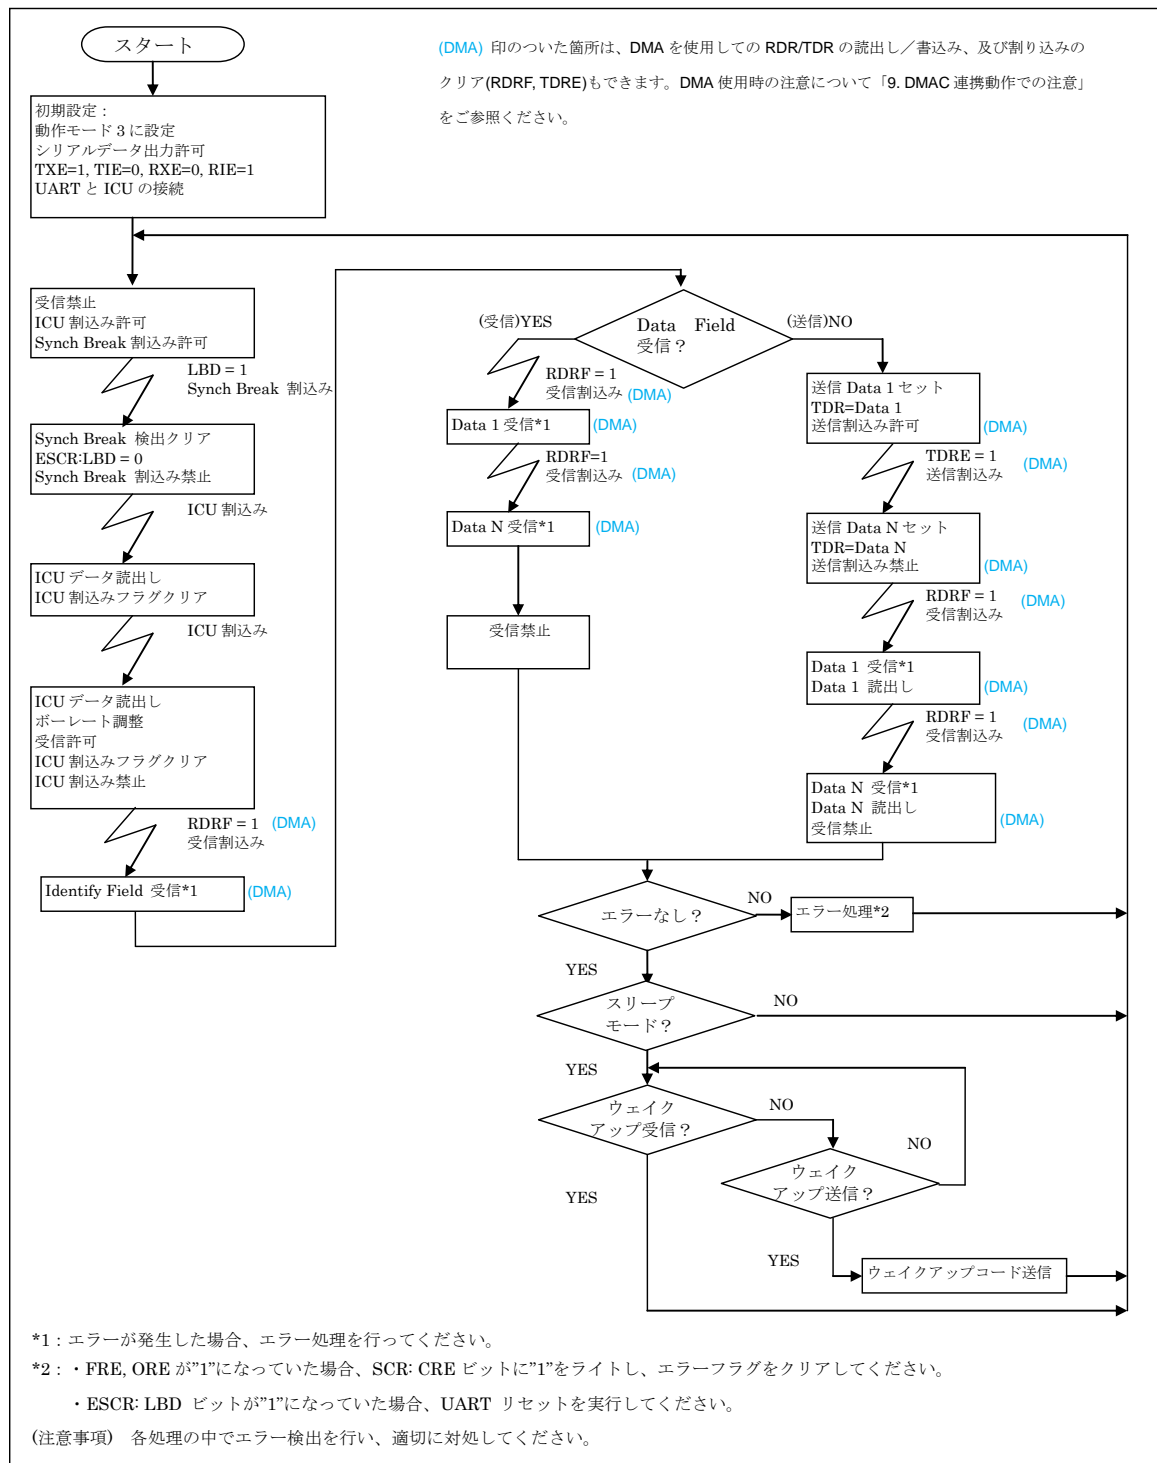 スタート
(DMA) 印のついた箇所は、DMA を使用しての RDR/TDR の読出し／書込み、及び割り込みの
クリア(RDRF, TDRE)もできます。DMA 使用時の注意について「9. DMAC 連携動作での注意」
をご参照ください。
初期設定：
動作モード 3 に設定
シリアルデータ出力許可
TXE=1, TIE=0, RXE=0, RIE=1
UART と ICU の接続
受信禁止
ICU 割込み許可
Synch Break 割込み許可
LBD = 1
Synch Break 割込み
Synch Break 検出クリア
ESCR:LBD = 0
Synch Break 割込み禁止
ICU 割込み
ICU データ読出し
ICU 割込みフラグクリア
ICU 割込み
ICU データ読出し
ボーレート調整
受信許可
ICU 割込みフラグクリア
ICU 割込み禁止
RDRF = 1 (DMA)
受信割込み
Identify Field 受信*1 (DMA)
Data Field
受信？
(受信)YES
(送信)NO
RDRF = 1
受信割込み (DMA)
Data 1 受信*1 (DMA)
RDRF=1
受信割込み (DMA)
Data N 受信*1 (DMA)
受信禁止
送信 Data 1 セット
TDR=Data 1
送信割込み許可 (DMA)
TDRE = 1 (DMA)
送信割込み
送信 Data N セット
TDR=Data N
送信割込み禁止 (DMA)
RDRF = 1 (DMA)
受信割込み
Data 1 受信*1
Data 1 読出し (DMA)
RDRF = 1 (DMA)
受信割込み
Data N 受信*1
Data N 読出し
受信禁止 (DMA)
エラーなし？
NO
エラー処理*2
YES
スリープ
モード？
NO
YES
ウェイク
アップ受信？
NO
YES
ウェイク
アップ送信？
NO
YES
ウェイクアップコード送信
*1：エラーが発生した場合、エラー処理を行ってください。
*2：・FRE, ORE が”1”になっていた場合、SCR: CRE ビットに”1”をライトし、エラーフラグをクリアしてください。
・ESCR: LBD ビットが”1”になっていた場合、UART リセットを実行してください。
(注意事項) 各処理の中でエラー検出を行い、適切に対処してください。